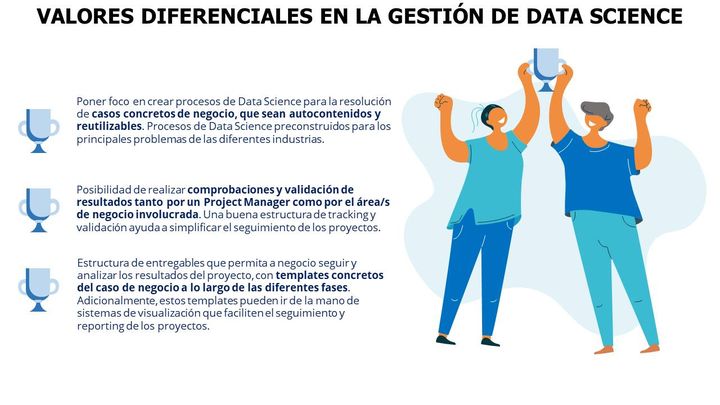 VALORES DIFERENCIALES EN LA GESTIÓN DE DATA SCIENCE
Poner foco en crear procesos de Data Science para la resolución
de casos concretos de negocio, que sean autocontenidos y
reutilizables. Procesos de Data Science preconstruidos para los
principales problemas de las diferentes industrias.
Posibilidad de realizar comprobaciones y validación de
resultados tanto por un Project Manager como por el área/s
de negocio involucrada. Una buena estructura de tracking y
validación ayuda a simplificar el seguimiento de los proyectos.
Estructura de entregables que permita a negocio seguir y
analizar los resultados del proyecto, con templates concretos
del caso de negocio a lo largo de las diferentes fases.
Adicionalmente, estos templates pueden ir de la mano de
sistemas de visualización que faciliten el seguimiento y
reporting de los proyectos.